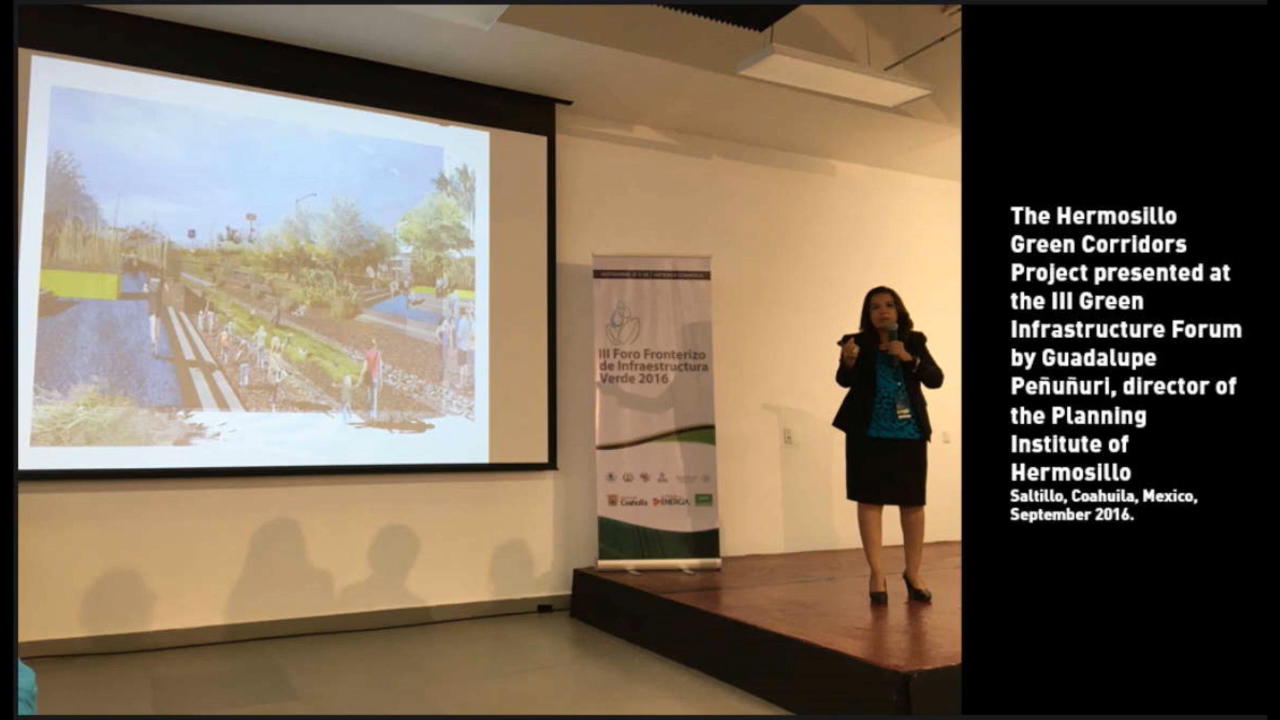 III Foro Fronterizo
de Infraestructura
Verde 2016
Coahuila
ENERGIA
The Hermosillo
Green Corridors
Project presented at
the III Green
Infrastructure Forum
by Guadalupe
Peñuñuri, director of
the Planning
Institute of
Hermosillo
Saltillo, Coahuila, Mexico,
September 2016.